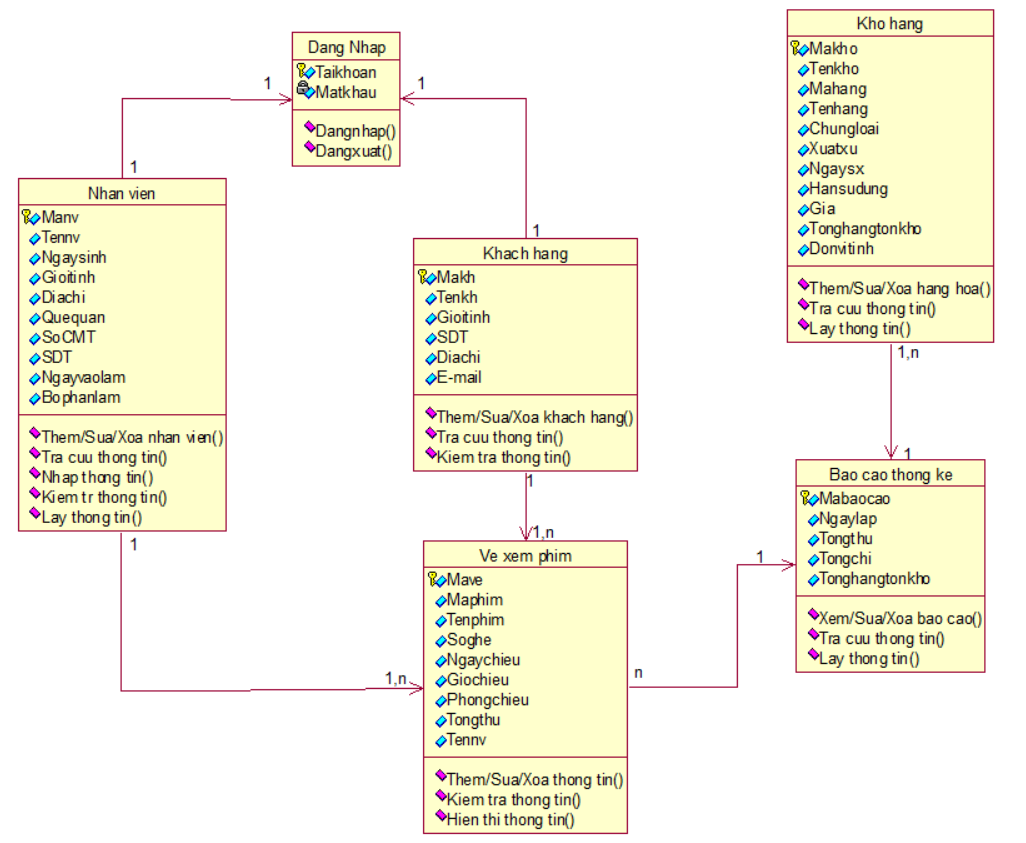 Dang Nhap
Taikhoan
Matkhau
Dangnhap()
Dangxuat()
1
1
1
1
Nhan vien
Manv
Tennv
Ngaysinh
Gioitinh
Diachi
Quequan
SoCMT
SDT
Ngayvaolam
Bophanlam
Them/Sua/Xoa nhan vien()
Tra cuu thong tin()
Nhap thong tin()
Kiem tr thong tin()
Lay thong tin()
1
1,n
Khach hang
Makh
Tenkh
Gioitinh
SDT
Diachi
E-mail
Them/Sua/Xoa khach hang()
Tra cuu thong tin()
Kiem tra thong tin()
1
1,n
Ve xem phim
Mave
Maphim
Tenphim
Soghe
Ngaychieu
Giochieu
Phongchieu
Tongthu
Tennv
Them/Sua/Xoa thong tin()
Kiem tra thong tin()
Hien thi thong tin()
n
1
Kho hang
Makho
Tenkho
Mahang
Tenhang
Chungloai
Xuatxu
Ngaysx
Hansudung
Gia
Tonghangtonkho
Donvitinh
Them/Sua/Xoa hang hoa()
Tra cuu thong tin()
Lay thong tin()
1,n
1
Bao cao thong ke
Mabaocao
Ngaylap
Tongthu
Tongchi
Tonghangtonkho
Xem/Sua/Xoa bao cao()
Tra cuu thong tin()
Lay thong tin()